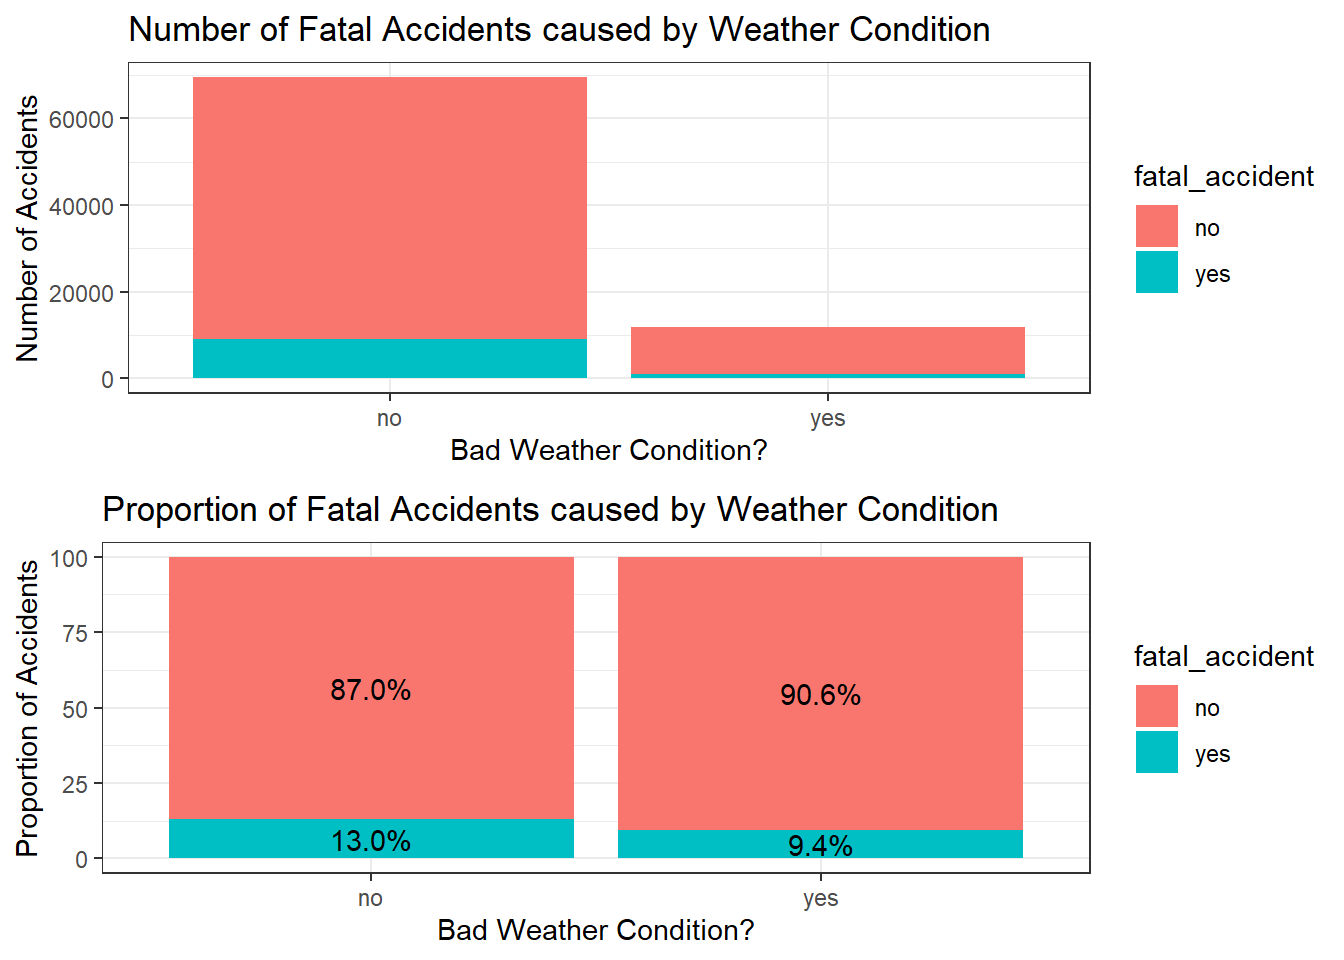 Number of Fatal Accidents caused by Weather Condition
Number of Accidents
60000
40000
20000
0
no
yes
Bad Weather Condition?
fatal_accident
no
yes
Proportion of Fatal Accidents caused by Weather Condition
Proportion of Accidents
100
75
50
25
0
87.0%
90.6%
13.0%
9.4%
no
yes
Bad Weather Condition?
fatal_accident
no
yes